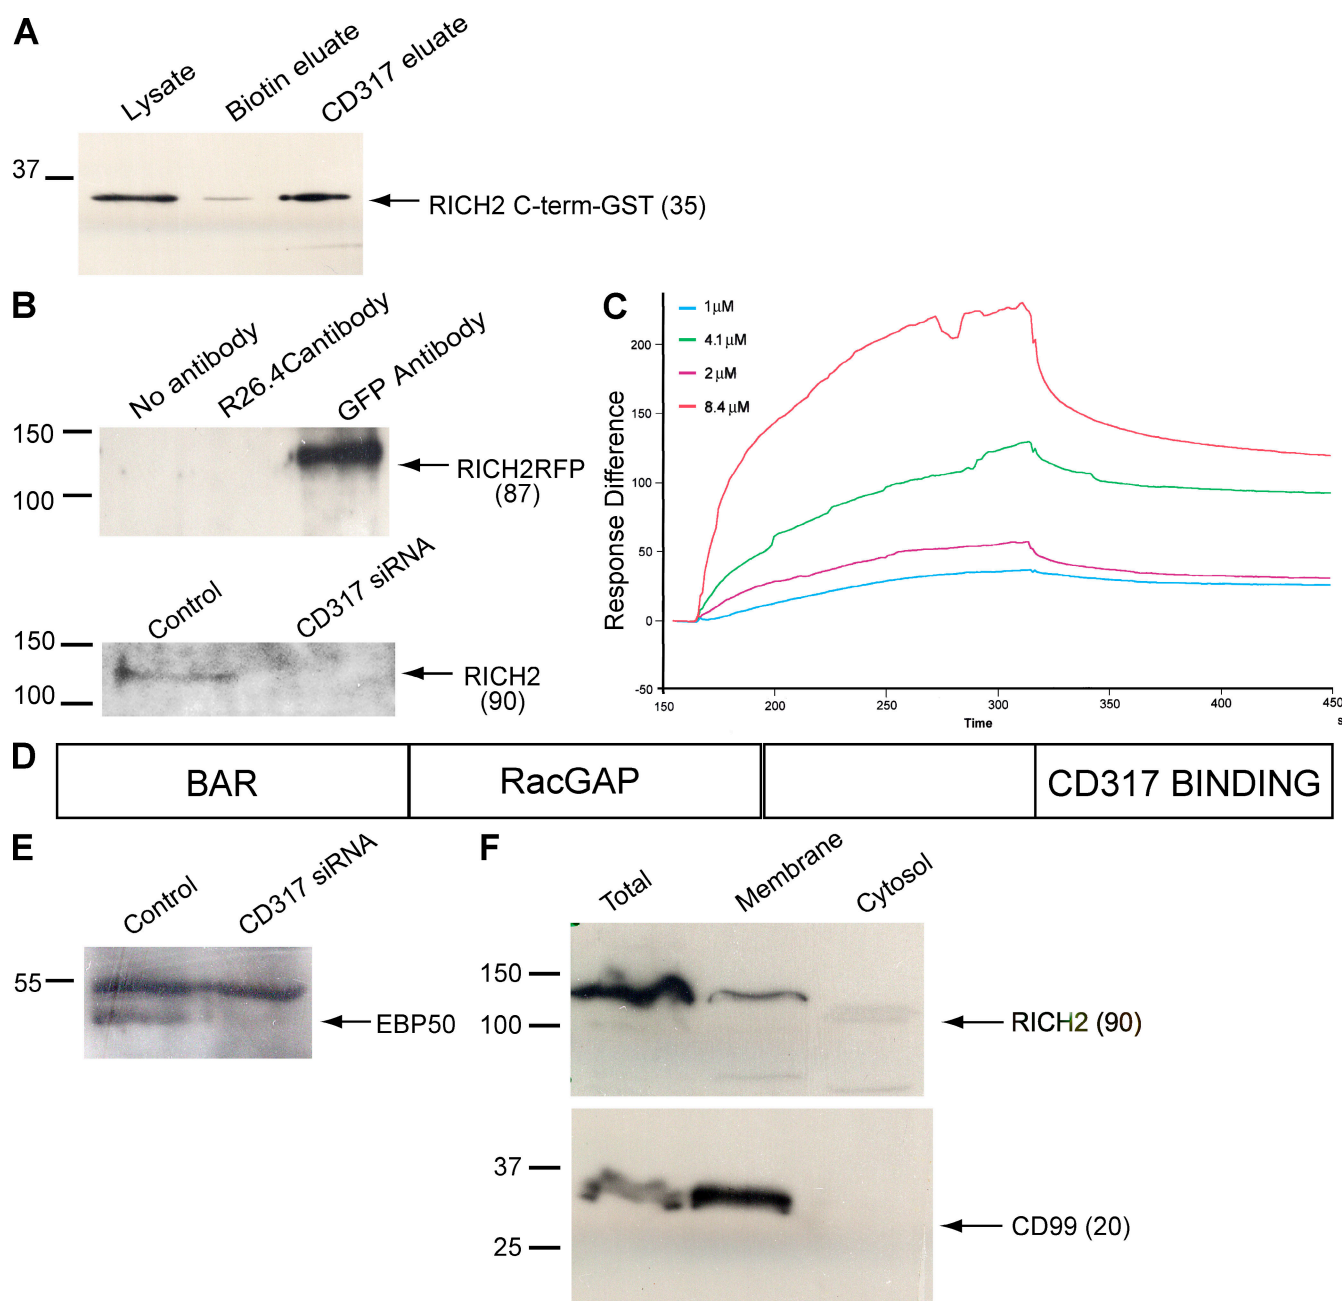 A
Lysate
Biotin eluate
CD317 eluate
37
RICH2 C-term-GST (35)
B
No antibody
R26.4Cantibody
GFP Antibody
150
100
RICH2RFP
(87)
Control
CD317 siRNA
150
100
RICH2
(90)
C
1μM
4.1μM
2μM
8.4μM
Response Difference
200
150
100
50
0
-50
150
200
250
300
350
400
450
Time
s
D
BAR
RacGAP
CD317 BINDING
E
Control
CD317 siRNA
55
EBP50
F
Total
Membrane
Cytosol
150
100
RICH2 (90)
37
25
CD99 (20)